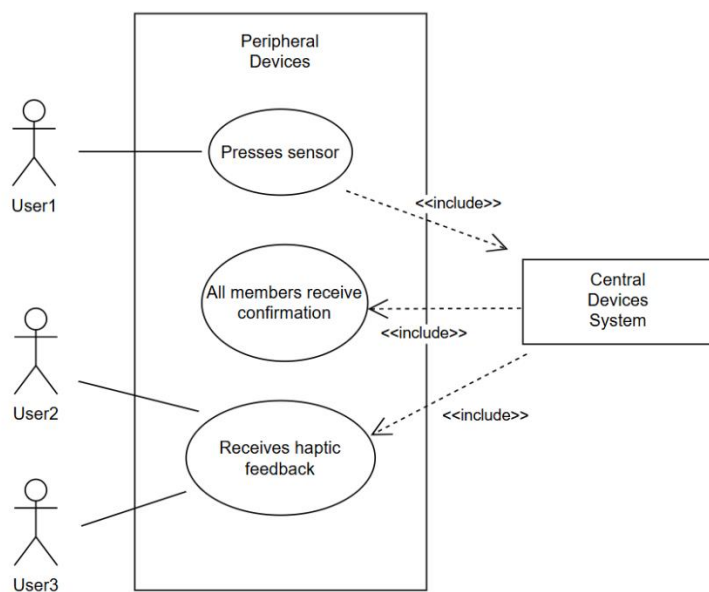 Peripheral
Devices
Presses sensor
User1
<<include>>
All members receive
confirmation
<<include>>
Central
Devices
System
User2
<<include>>
Receives haptic
feedback
User3